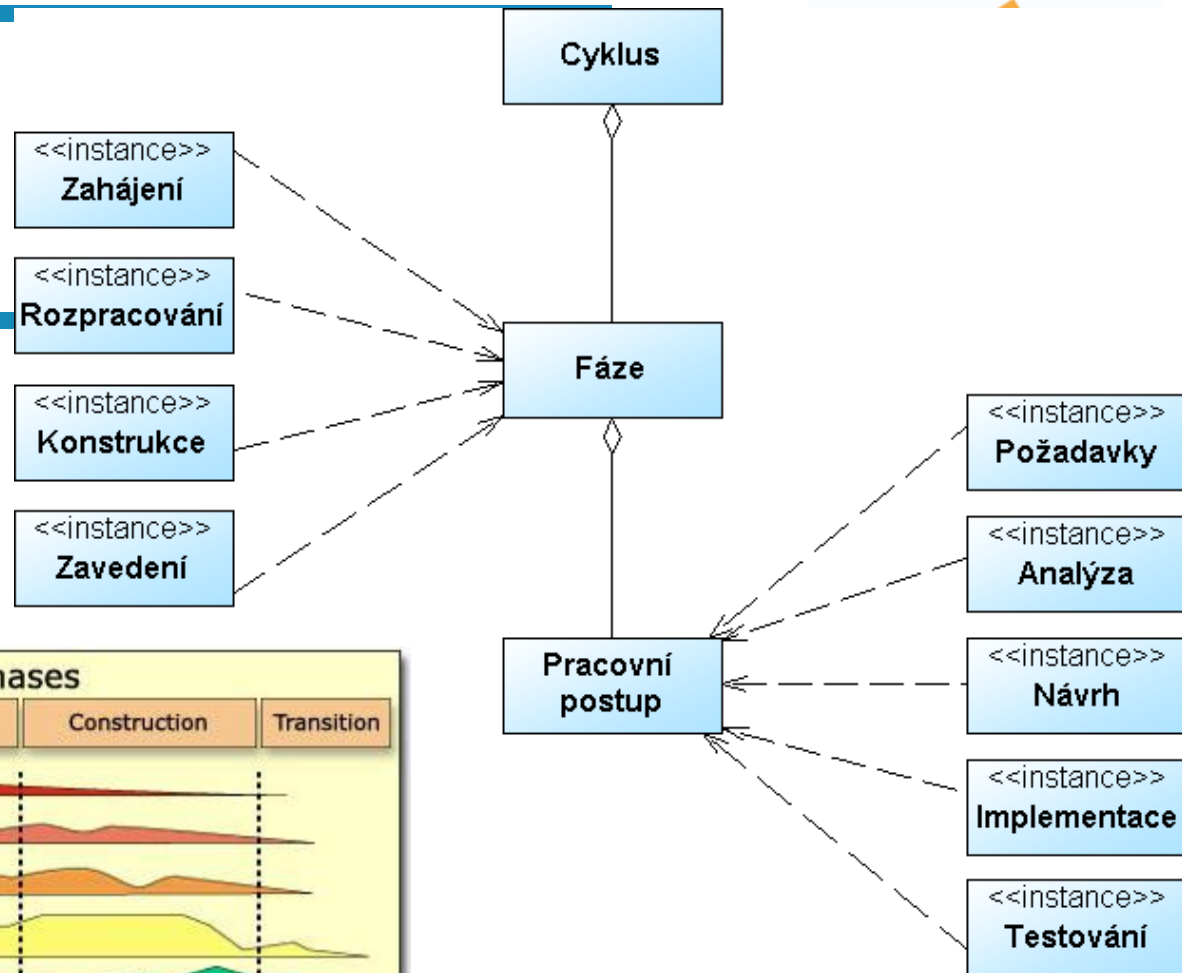 Cyklus
<<instance>>
Zahájení
<<instance>>
Rozpracování
<<instance>>
Konstrukce
<<instance>>
Zavedení
Fáze
Pracovní
postup
<<instance>>
Požadavky
<<instance>>
Analýza
<<instance>>
Návrh
<<instance>>
Implementace
<<instance>>
Testování
Construction
Transition